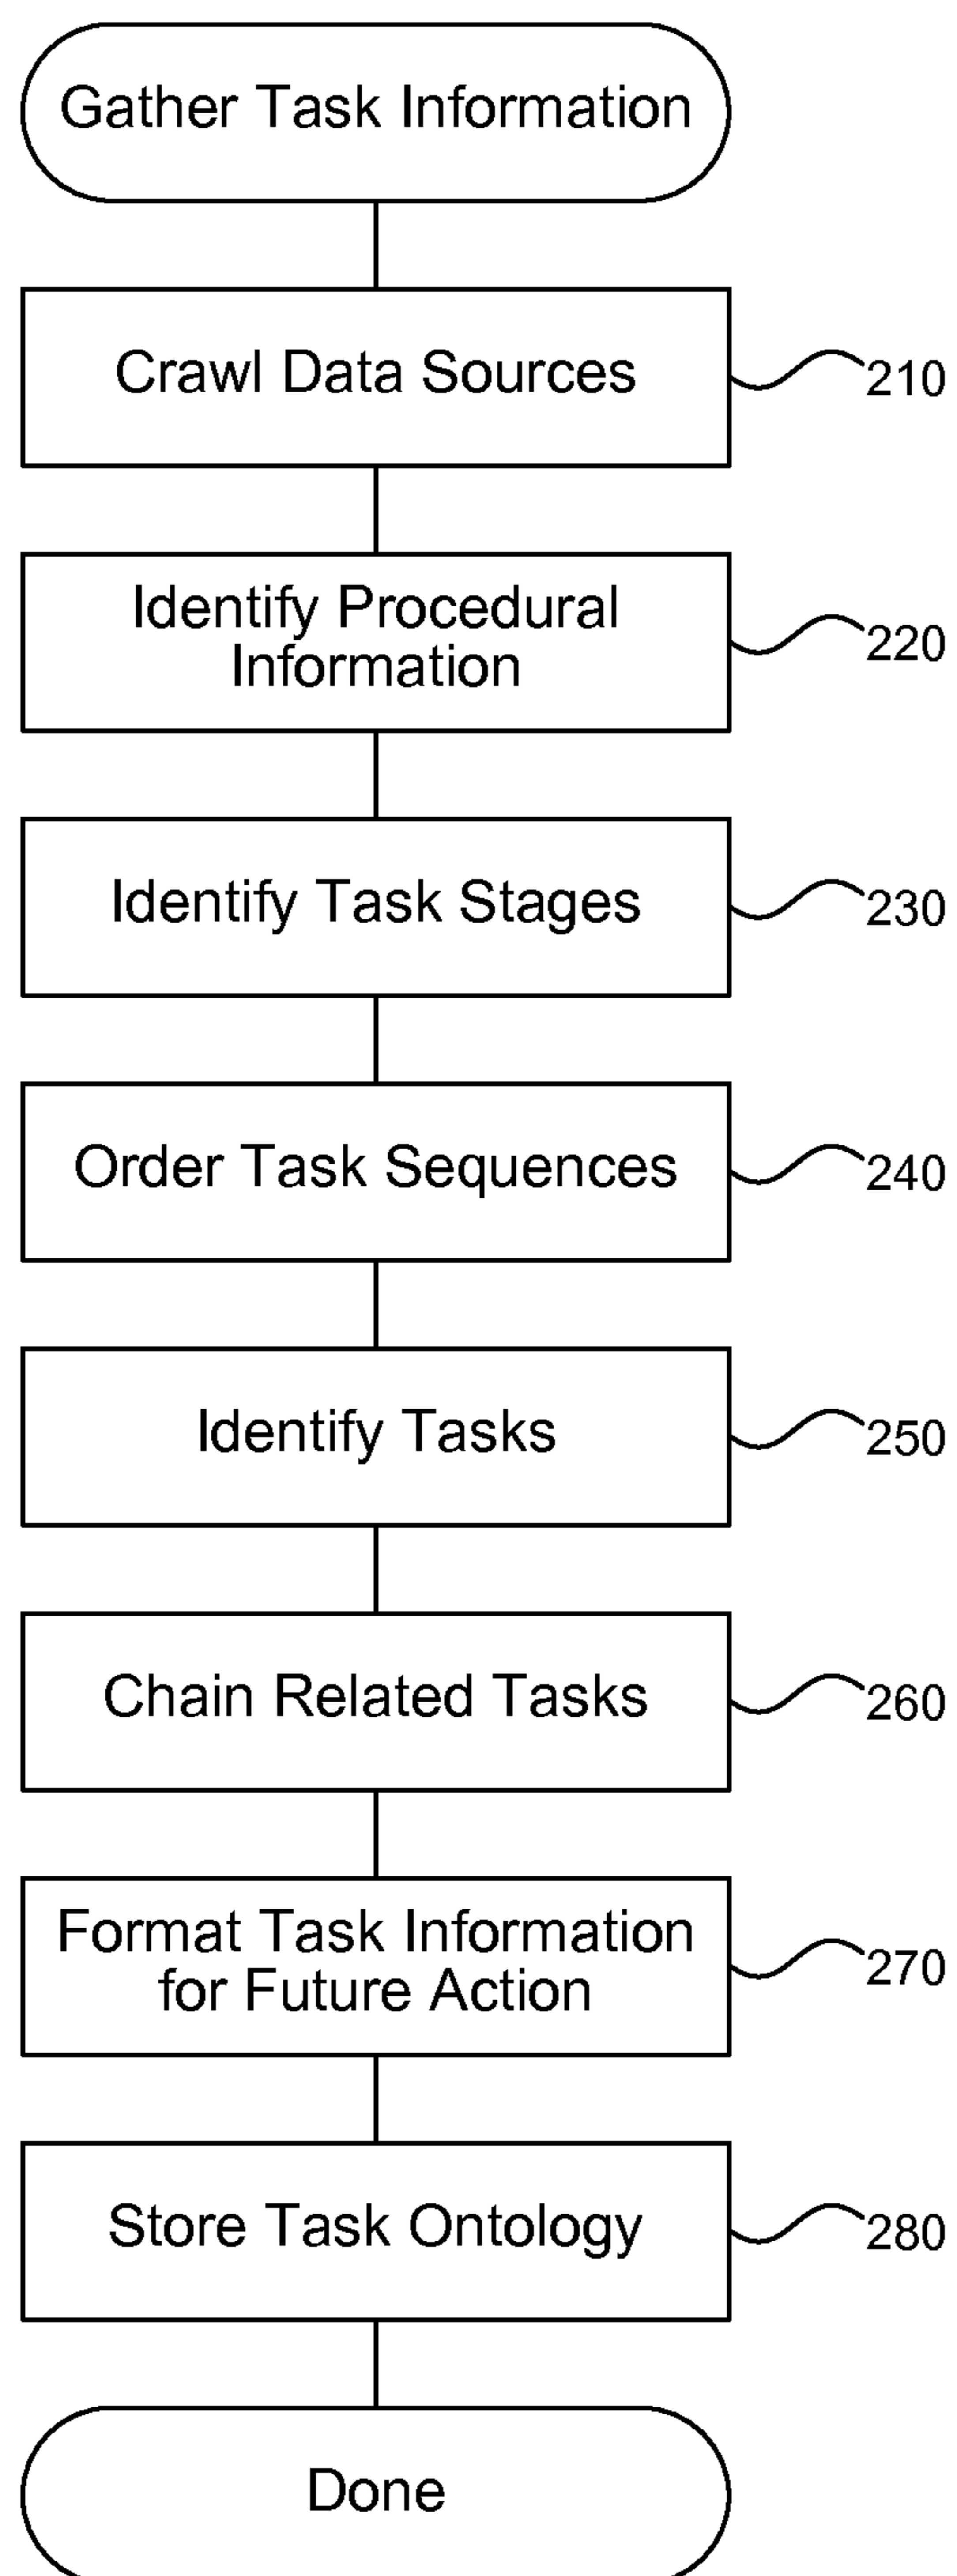 Gather Task Information
Crawl Data Sources
210
Identify Procedural
Information
220
Identify Task Stages
230
Order Task Sequences
240
Identify Tasks
250
Chain Related Tasks
260
Format Task Information
for Future Action
270
Store Task Ontology
280
Done